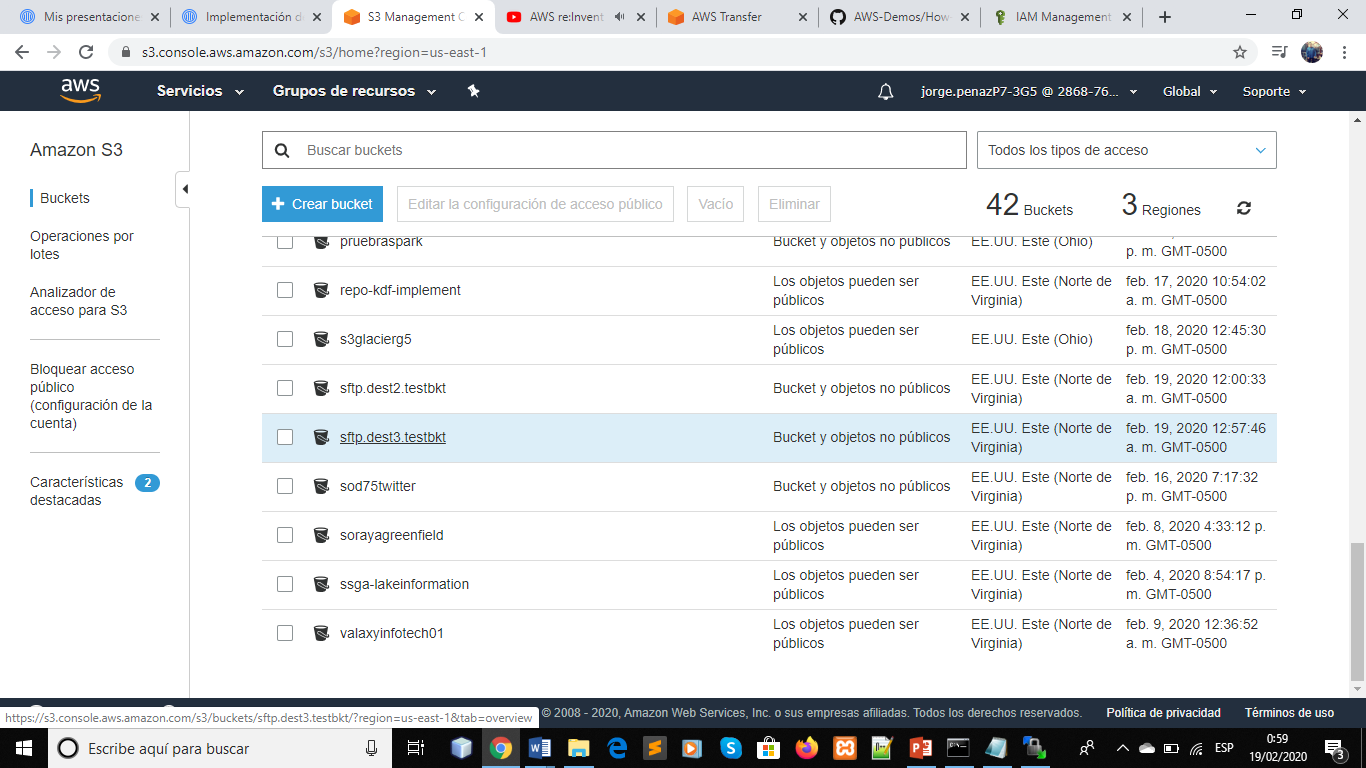 Mis presentacione
Implementación d
S3 Management C
AWS re:Invent
AWS Transfer
AWS-Demos/How
IAM Management
s3.console.aws.amazon.com/s3/home?region=us-east-1
aws
Servicios
Grupos de recursos
jorge.penazP7-3G5 @ 2868-76...
Global
Soporte
Amazon S3
Buckets
Operaciones por
lotes
Analizador de
acceso para S3
Bloquear acceso
público
(configuración de la
cuenta)
Características
destacadas
2
Buscar buckets
Todos los tipos de acceso
Crear bucket
Editar la configuración de acceso público
Vacío
Eliminar
42 Buckets
3 Regiones
pruebraspark
Bucket y objetos no públicos
EE.UU. Este (Ohio)
p. m. GMT-0500
repo-kdf-implement
Los objetos pueden ser
públicos
EE.UU. Este (Norte de
Virginia)
feb. 17, 2020 10:54:02
a. m. GMT-0500
s3glacierg5
Los objetos pueden ser
públicos
EE.UU. Este (Ohio)
feb. 18, 2020 12:45:30
p. m. GMT-0500
sftp.dest2.testbkt
Bucket y objetos no públicos
EE.UU. Este (Norte de
Virginia)
feb. 19, 2020 12:00:33
a. m. GMT-0500
sftp.dest3.testbkt
Bucket y objetos no públicos
EE.UU. Este (Norte de
Virginia)
feb. 19, 2020 12:57:46
a. m. GMT-0500
sod75twitter
Bucket y objetos no públicos
EE.UU. Este (Norte de
Virginia)
feb. 16, 2020 7:17:32
p. m. GMT-0500
sorayagreenfield
Los objetos pueden ser
públicos
EE.UU. Este (Norte de
Virginia)
feb. 8, 2020 4:33:12 p.
m. GMT-0500
ssga-lakeinformation
Los objetos pueden ser
públicos
EE.UU. Este (Norte de
Virginia)
feb. 4, 2020 8:54:17 p.
m. GMT-0500
valaxyinfotech01
Los objetos pueden ser
públicos
EE.UU. Este (Norte de
Virginia)
feb. 9, 2020 12:36:52
a. m. GMT-0500
https://s3.console.aws.amazon.com/s3/buckets/sftp.dest3.testbkt/?region=us-east-1&tab=overview
© 2008 - 2020, Amazon Web Services, Inc. o sus empresas afiliadas. Todos los derechos reservados.
Política de privacidad
Términos de uso
Escribe aquí para buscar
ESP
0:59
19/02/2020
3